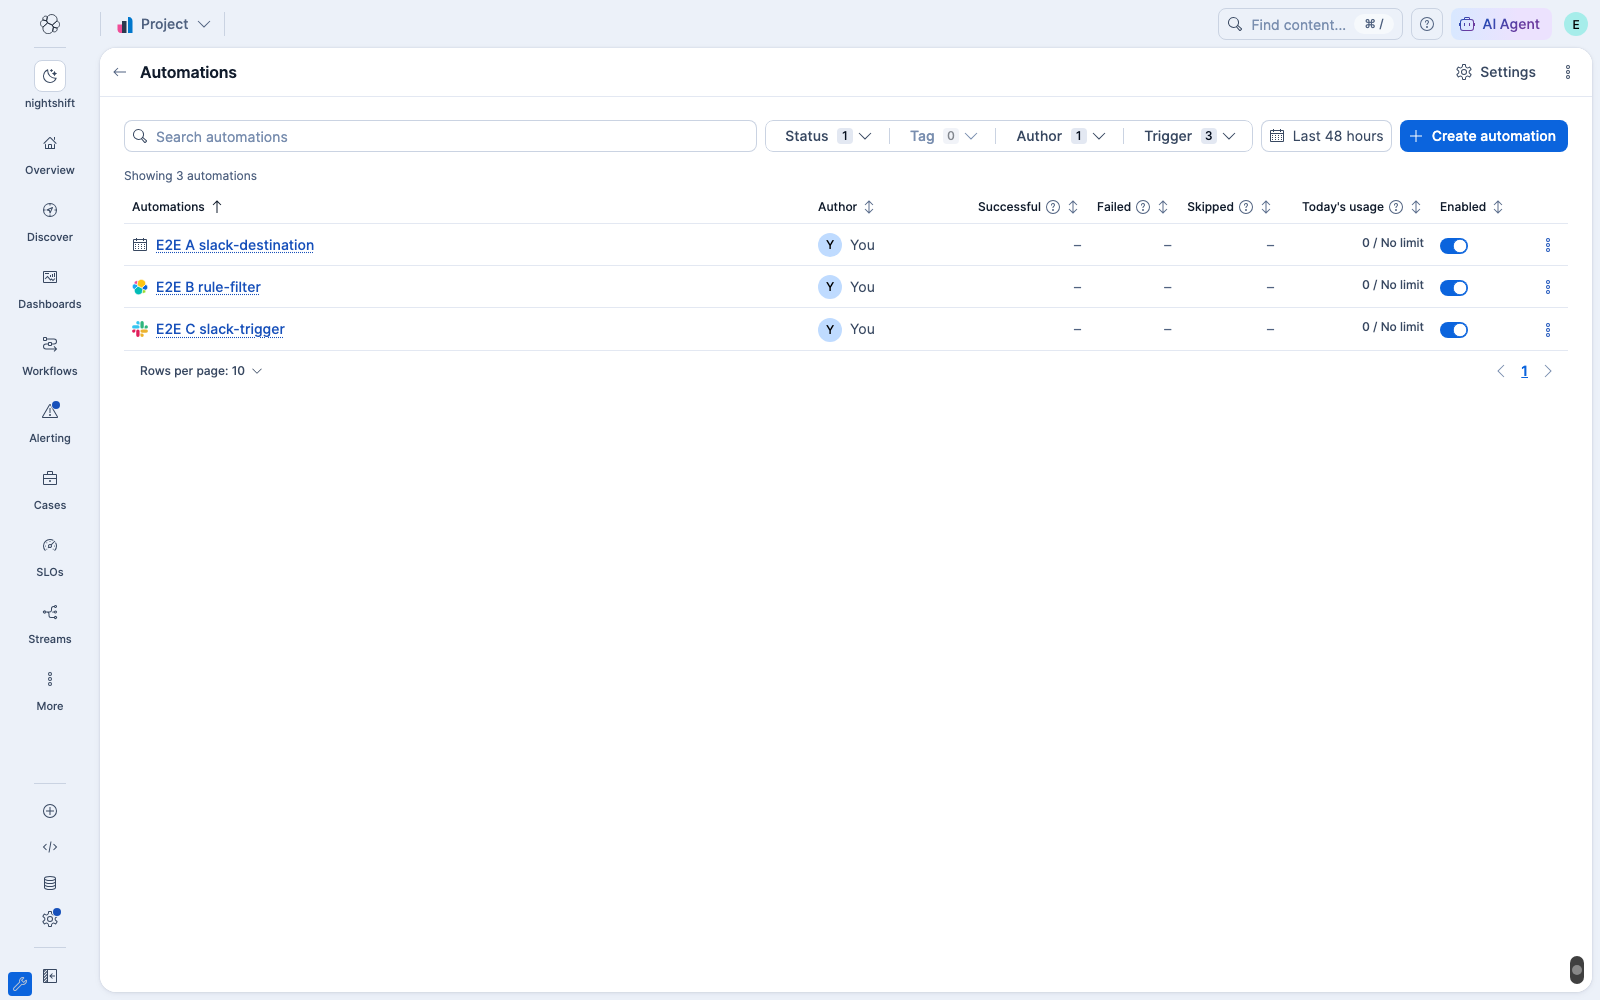 Project
Find content... ⌘ /
AI Agent
E
nightshift
Overview
Discover
Dashboards
Workflows
Alerting
Cases
SLOs
Streams
More
Automations
Settings
Search automations
Status 1
Tag 0
Author 1
Trigger 3
Last 48 hours
Create automation
Showing 3 automations
Automations Author Successful Failed Skipped Today's usage Enabled
E2E A slack-destination Y You – – – 0 / No limit
E2E B rule-filter Y You – – – 0 / No limit
E2E C slack-trigger Y You – – – 0 / No limit
Rows per page: 10
1